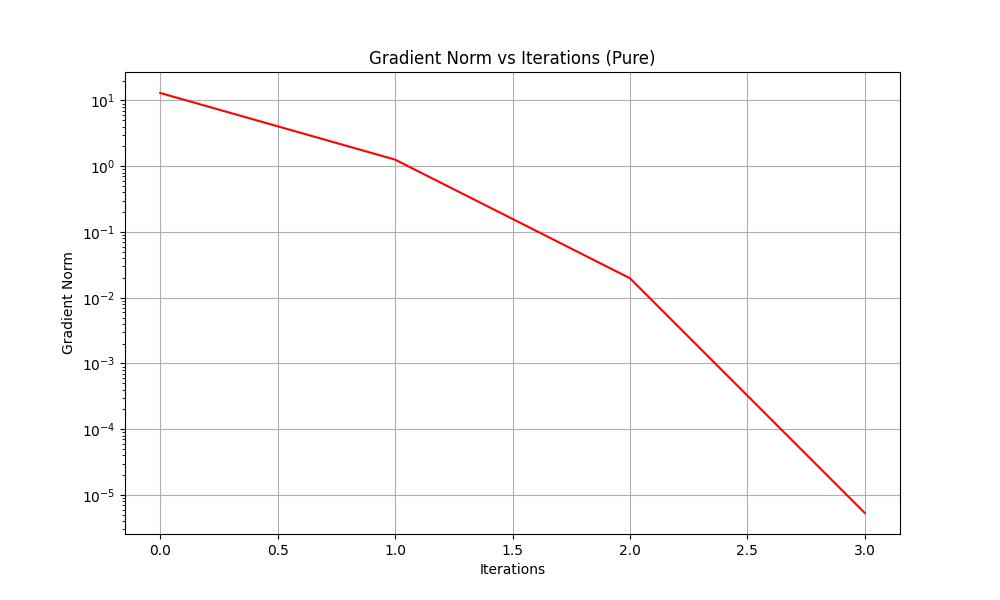 Gradient Norm vs Iterations (Pure)
Gradient Norm
10¹
10⁰
10⁻¹
10⁻²
10⁻³
10⁻⁴
10⁻⁵
0.0 0.5 1.0 1.5 2.0 2.5 3.0
Iterations